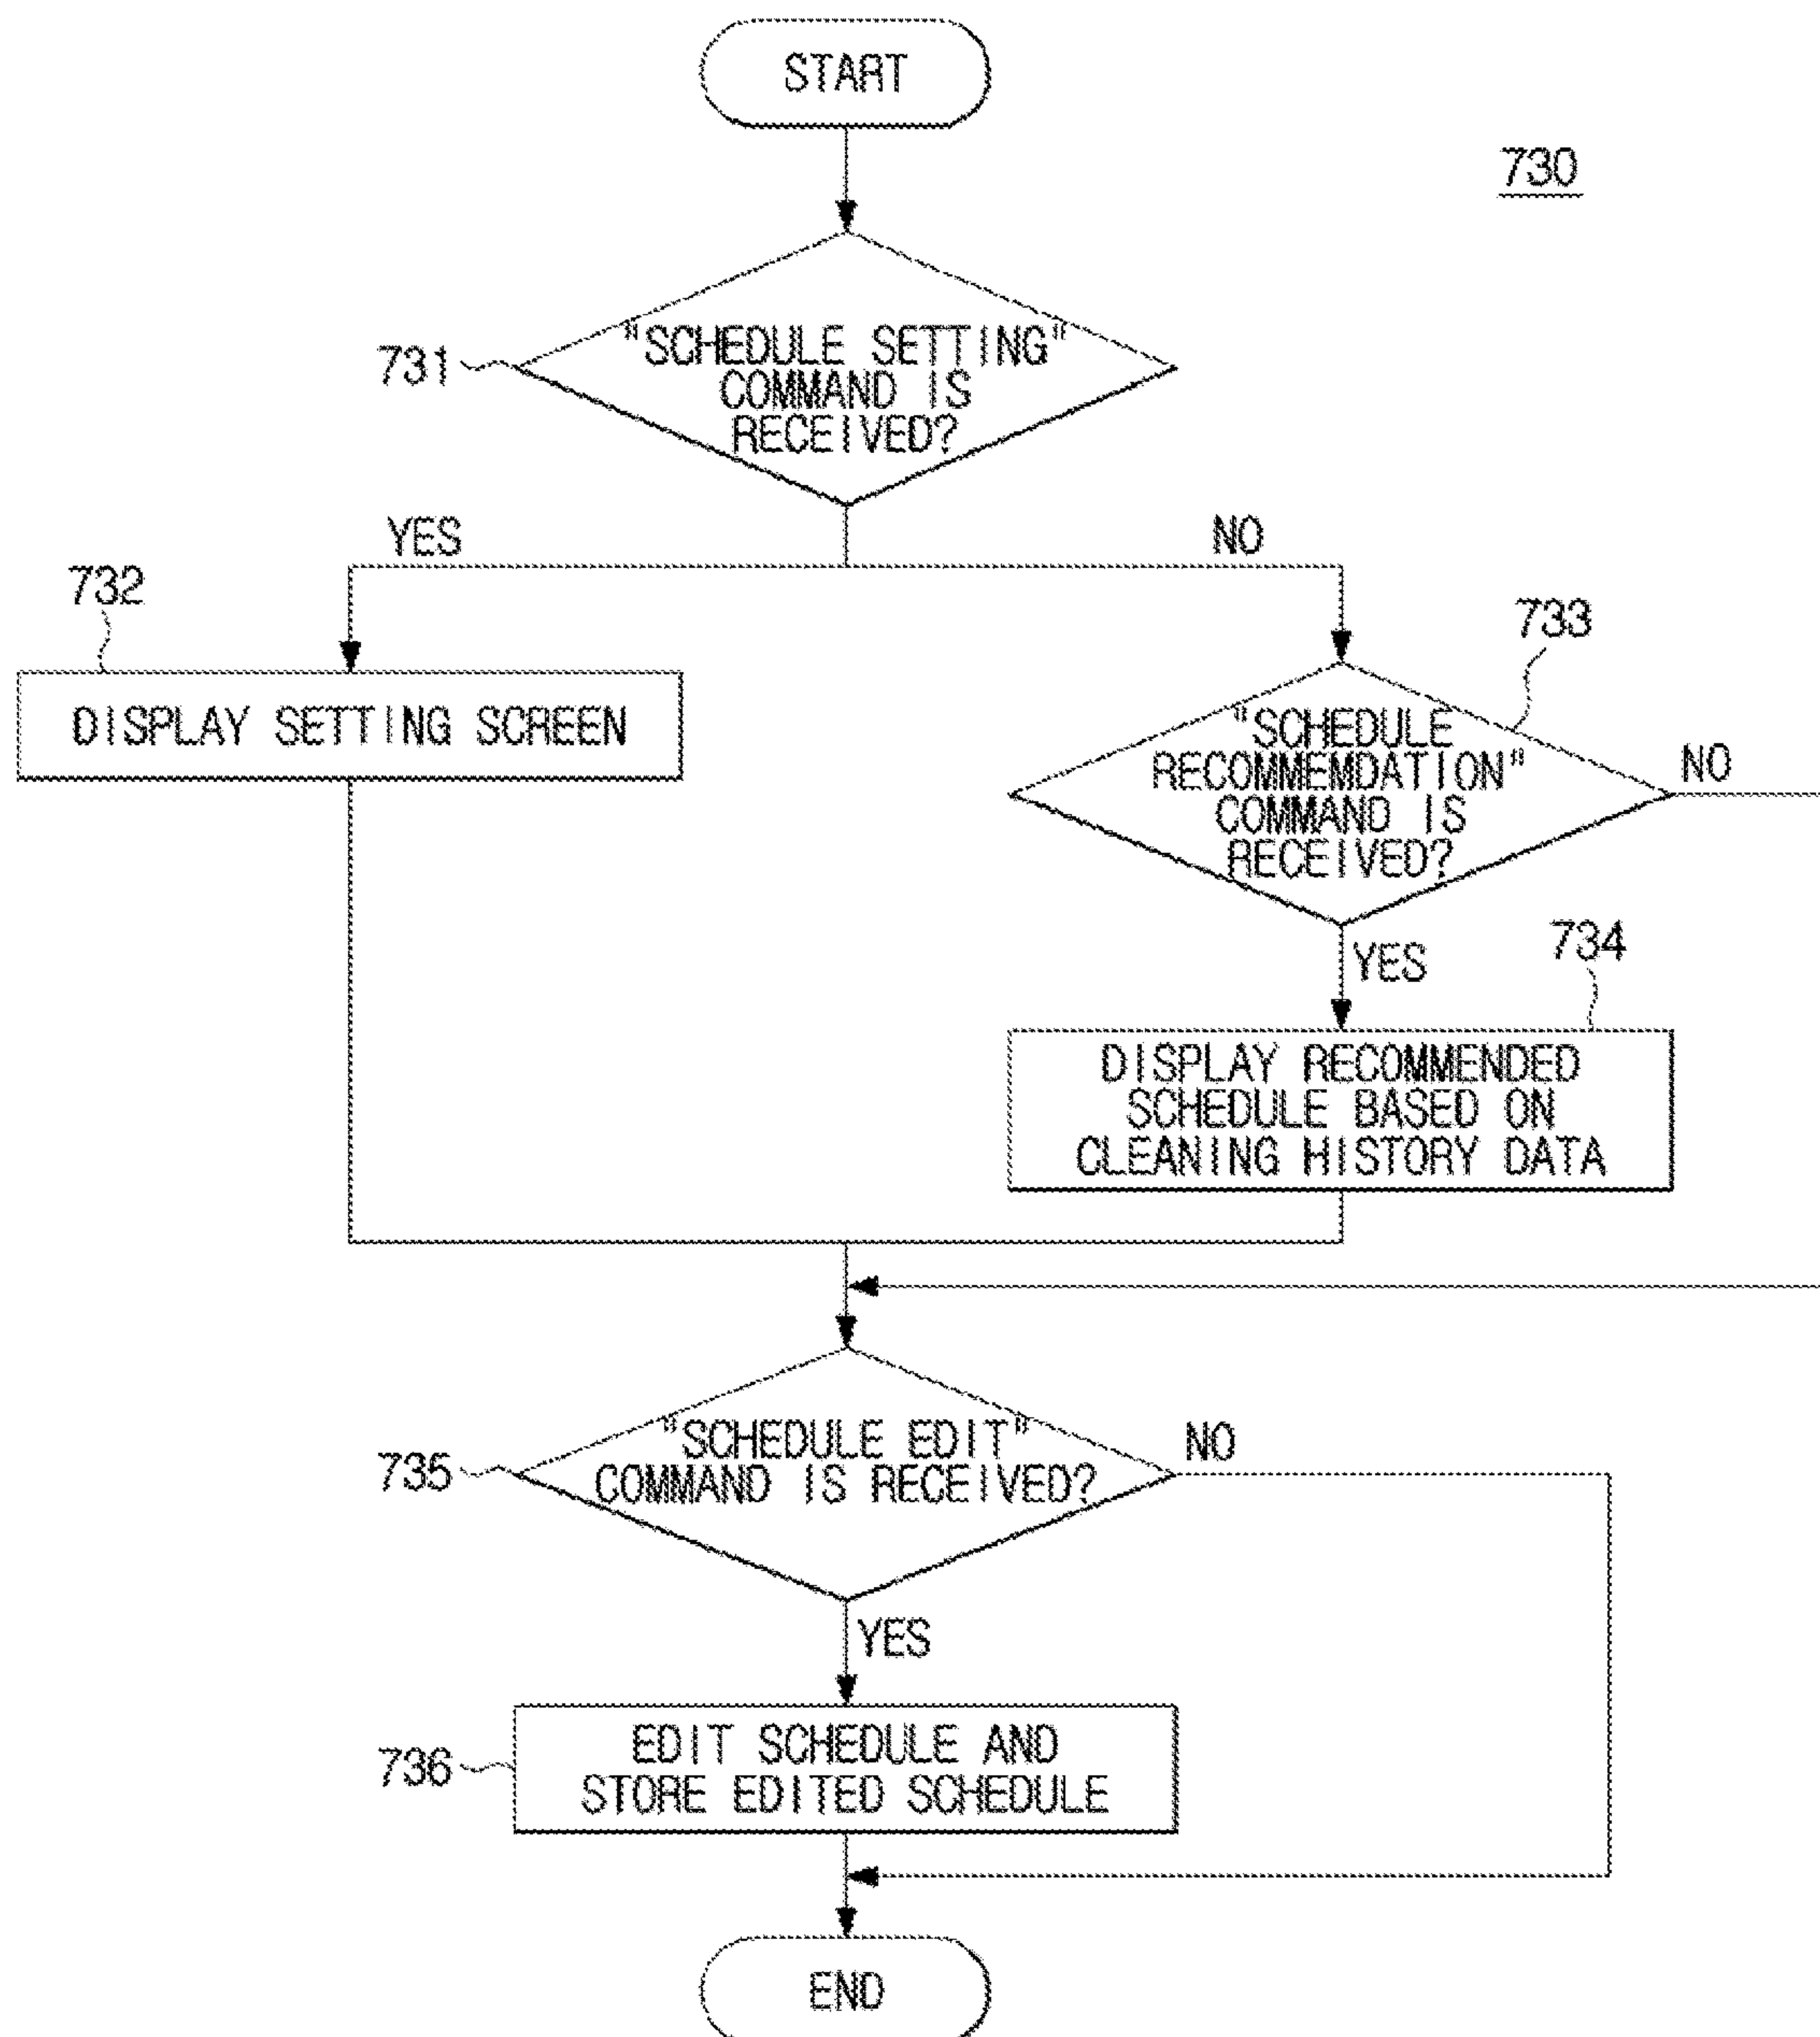 START
730
"SCHEDULE SETTING"
COMMAND IS
RECEIVED?
731
YES
NO
732
DISPLAY SETTING SCREEN
733
"SCHEDULE
RECOMMEMDATION"
COMMAND IS
RECEIVED?
NO
YES
734
DISPLAY RECOMMENDED
SCHEDULE BASED ON
CLEANING HISTORY DATA
"SCHEDULE EDIT"
COMMAND IS RECEIVED?
735
NO
YES
736
EDIT SCHEDULE AND
STORE EDITED SCHEDULE
END